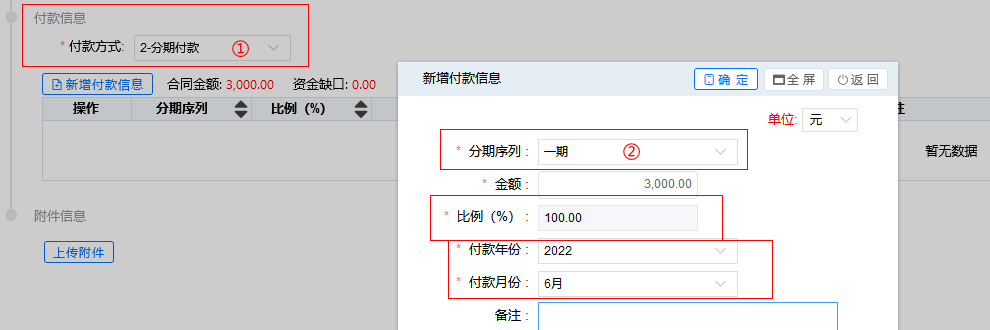 付款信息
* 付款方式: 2-分期付款 ①
新增付款信息 合同金额: 3,000.00 资金缺口: 0.00
操作 分期序列 比例（%） 注
暂无数据
附件信息
上传附件
新增付款信息 确 定 全 屏 返 回
单位: 元
* 分期序列： 一期 ②
* 金额： 3,000.00
* 比例（%）： 100.00
* 付款年份： 2022
* 付款月份： 6月
备注：